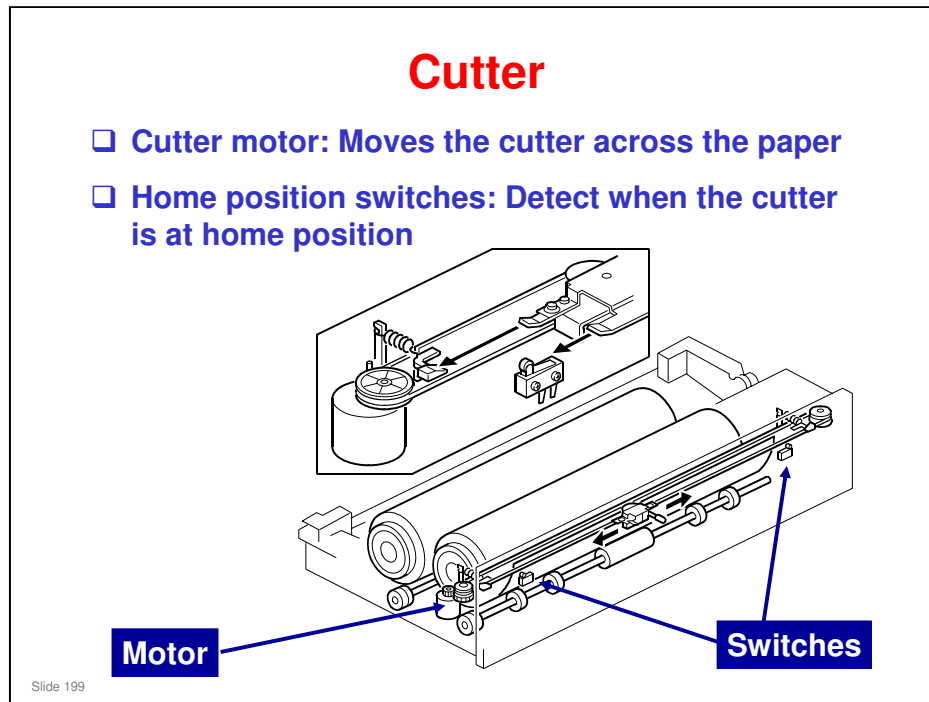 Cutter
❑ Cutter motor: Moves the cutter across the paper
❑ Home position switches: Detect when the cutter
is at home position
Motor
Switches
Slide 199